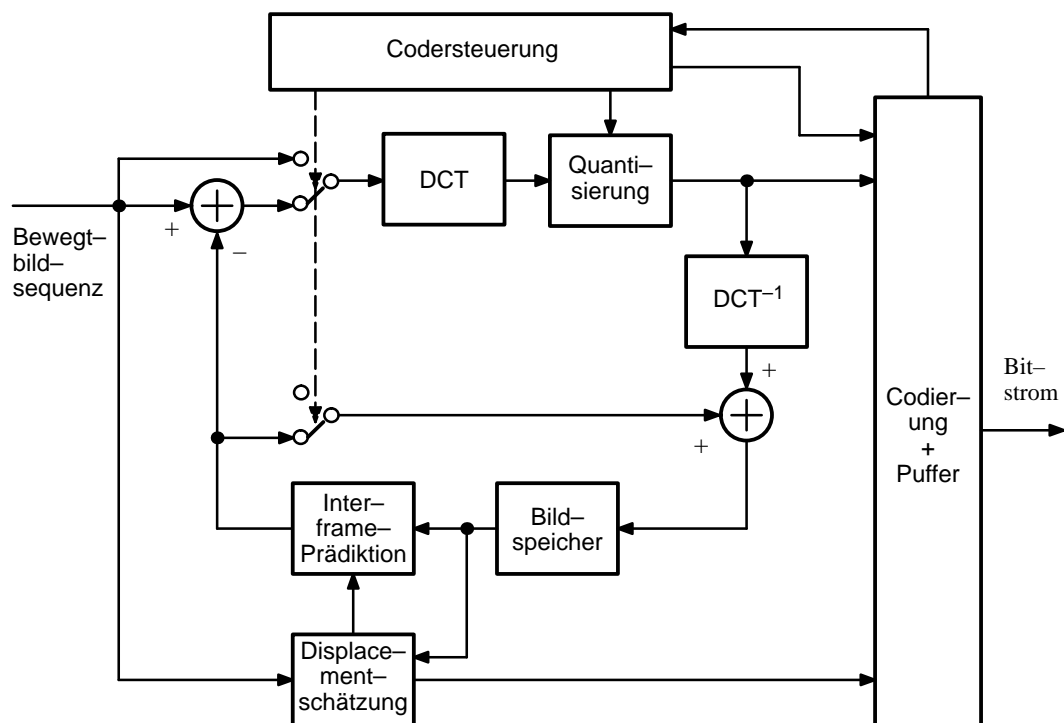 Codersteuerung
DCT
Quanti–
sierung
+
–
Bewegt–
bild–
sequenz
DCT–1
+
+
Bit–
strom
Codier–
ung
+
Puffer
Inter–
frame–
Prädiktion
Bild–
speicher
Displace–
ment–
schätzung